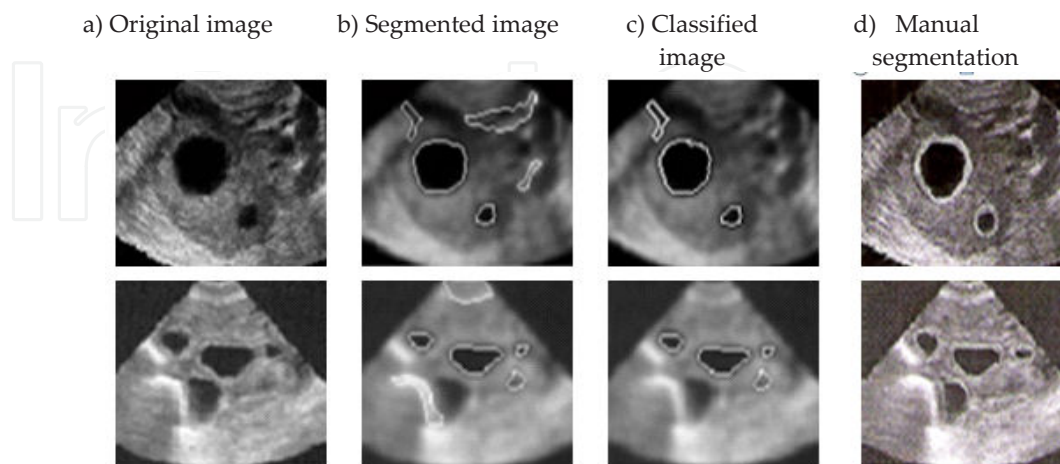 a) Original image
b) Segmented image
c) Classified image
d) Manual segmentation